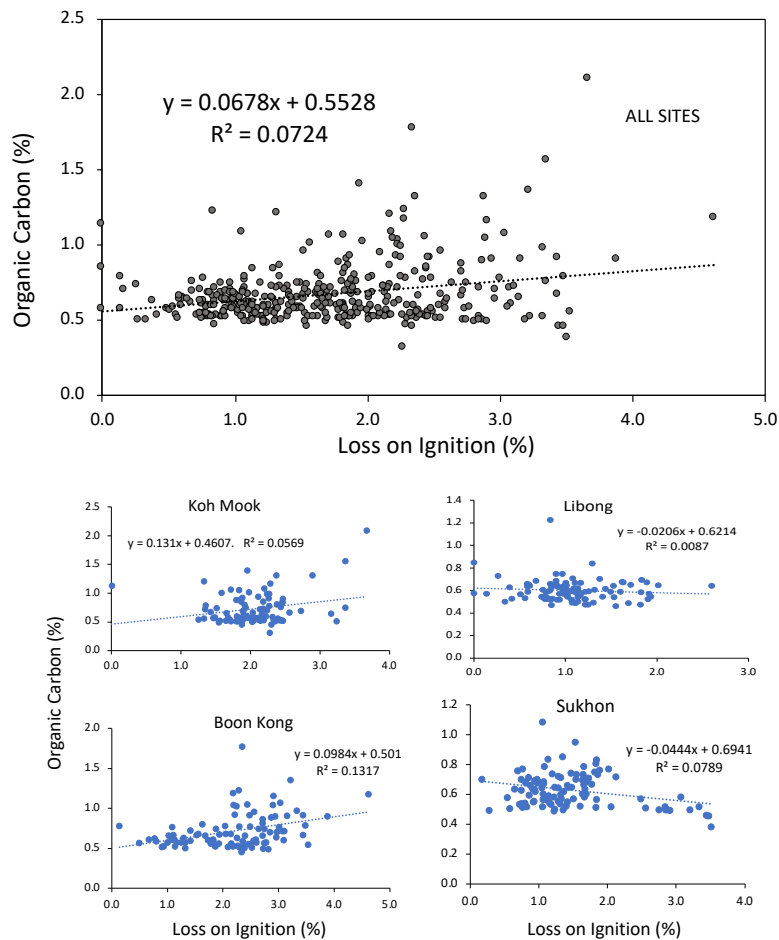 2.5
2.0
1.5
1.0
0.5
0.0
Organic Carbon (%)
y = 0.0678x + 0.5528
R² = 0.0724
ALL SITES
0.0 1.0 2.0 3.0 4.0 5.0
Loss on Ignition (%)
Koh Mook
2.5
2.0
1.5
1.0
0.5
0.0
y = 0.131x + 0.4607. R² = 0.0569
0.0 1.0 2.0 3.0 4.0
Libong
1.4
1.2
1.0
0.8
0.6
0.4
0.2
0.0
y = -0.0206x + 0.6214
R² = 0.0087
0.0 1.0 2.0 3.0
Organic Carbon (%)
Boon Kong
2.0
1.5
1.0
0.5
0.0
y = 0.0984x + 0.501
R² = 0.1317
0.0 1.0 2.0 3.0 4.0 5.0
Loss on Ignition (%)
Sukhon
1.2
1.0
0.8
0.6
0.4
0.2
0.0
y = -0.0444x + 0.6941
R² = 0.0789
0.0 1.0 2.0 3.0 4.0
Loss on Ignition (%)